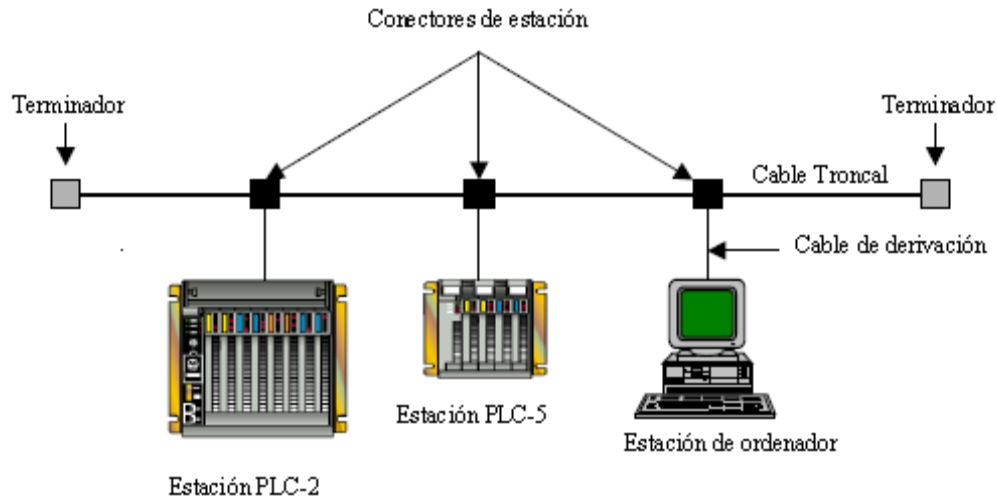 Conectores de estación
Terminador
Terminador
Cable Troncal
Cable de derivación
Estación PLC-5
Estación de ordenador
Estación PLC-2